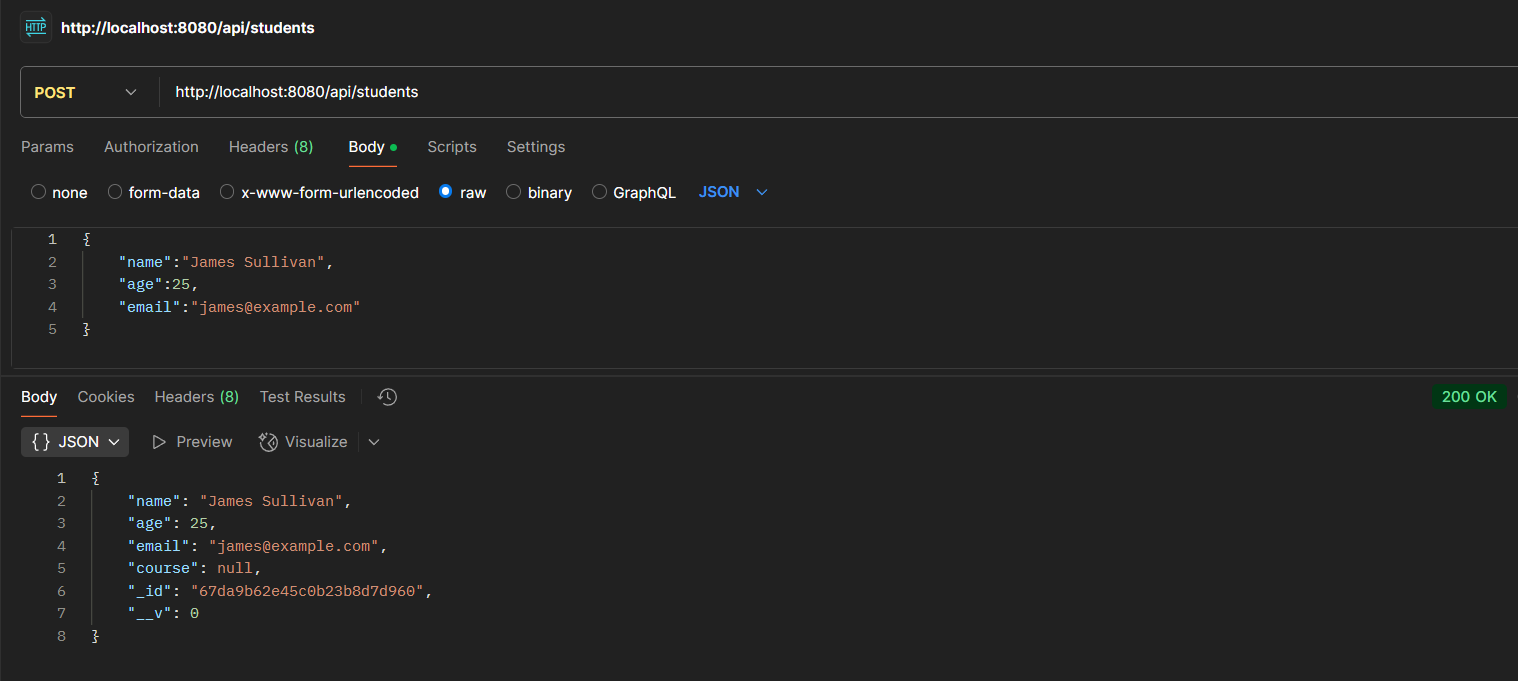 HTTP http://localhost:8080/api/students
POST http://localhost:8080/api/students
Params Authorization Headers (8) Body Scripts Settings
none form-data x-www-form-urlencoded raw binary GraphQL JSON
1 {
2 "name":"James Sullivan",
3 "age":25,
4 "email":"james@example.com"
5 }
Body Cookies Headers (8) Test Results 200 OK
{} JSON Preview Visualize
1 {
2 "name": "James Sullivan",
3 "age": 25,
4 "email": "james@example.com",
5 "course": null,
6 "_id": "67da9b62e45c0b23b8d7d960",
7 "__v": 0
8 }